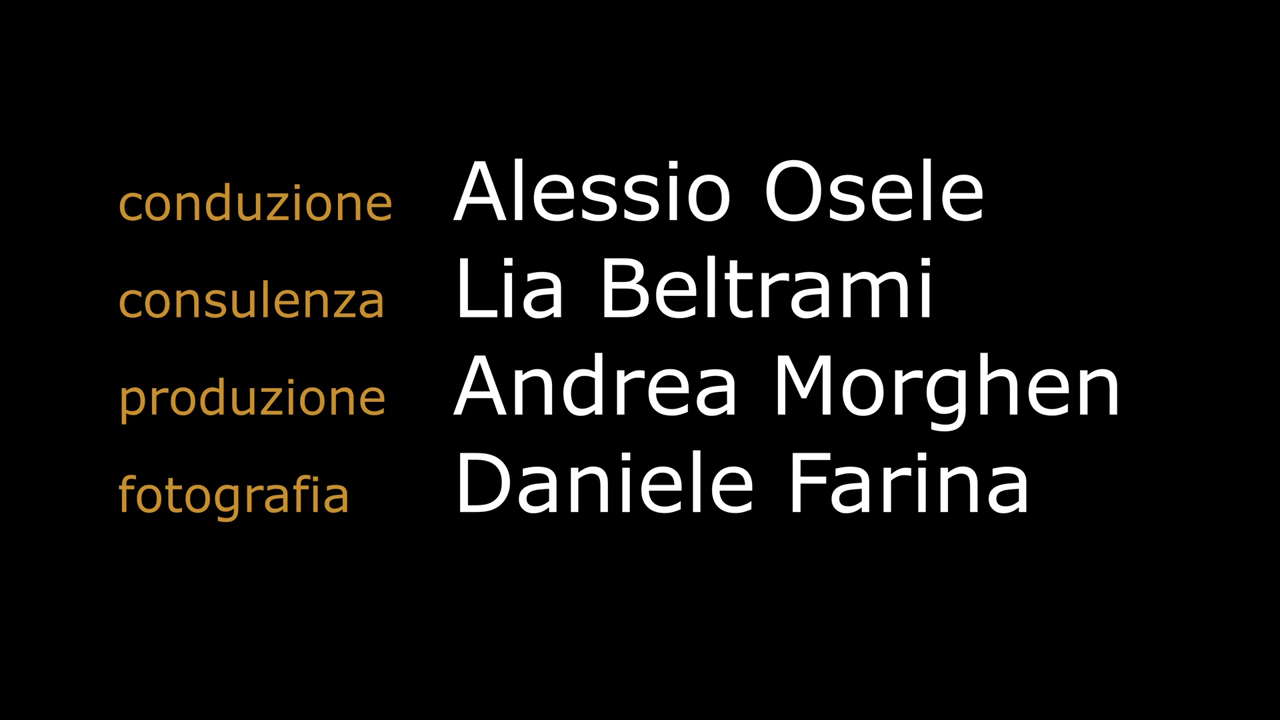 conduzione Alessio Osele
consulenza Lia Beltrami
produzione Andrea Morghen
fotografia Daniele Farina